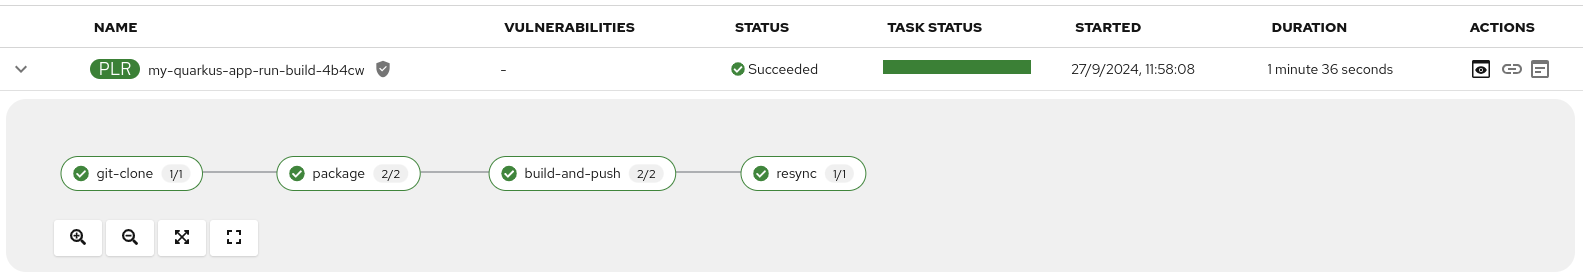 NAME VULNERABILITIES STATUS TASK STATUS STARTED DURATION ACTIONS
PLR my-quarkus-app-run-build-4b4cw - Succeeded 27/9/2024, 11:58:08 1 minute 36 seconds
git-clone 1/1 package 2/2 build-and-push 2/2 resync 1/1